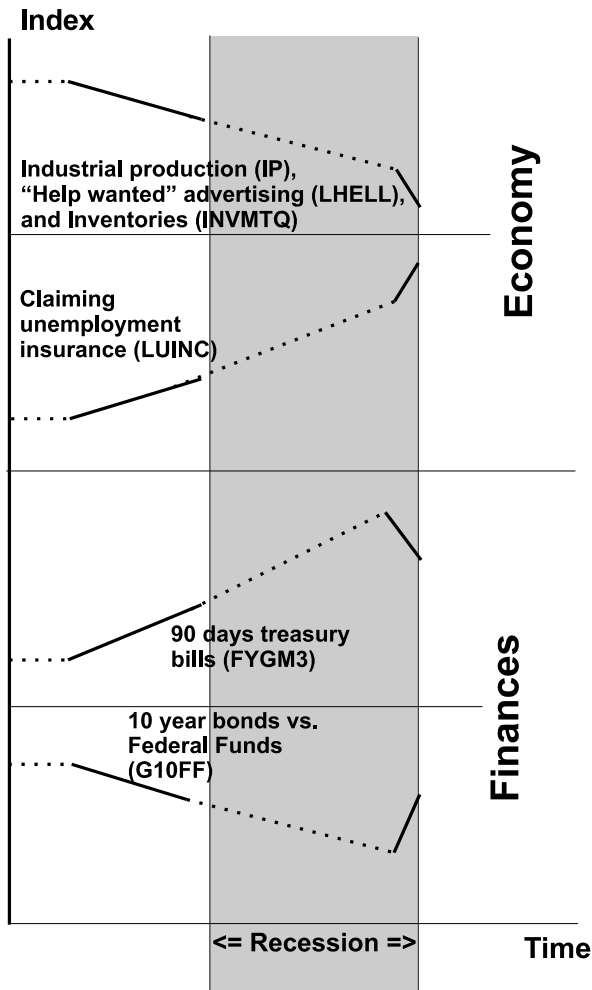 Index
Industrial production (IP),
“Help wanted” advertising (LHELL),
and Inventories (INVMTQ)
Economy
Claiming
unemployment
insurance (LUINC)
90 days treasury
bills (FYGM3)
Finances
10 year bonds vs.
Federal Funds
(G10FF)
<= Recession =>
Time